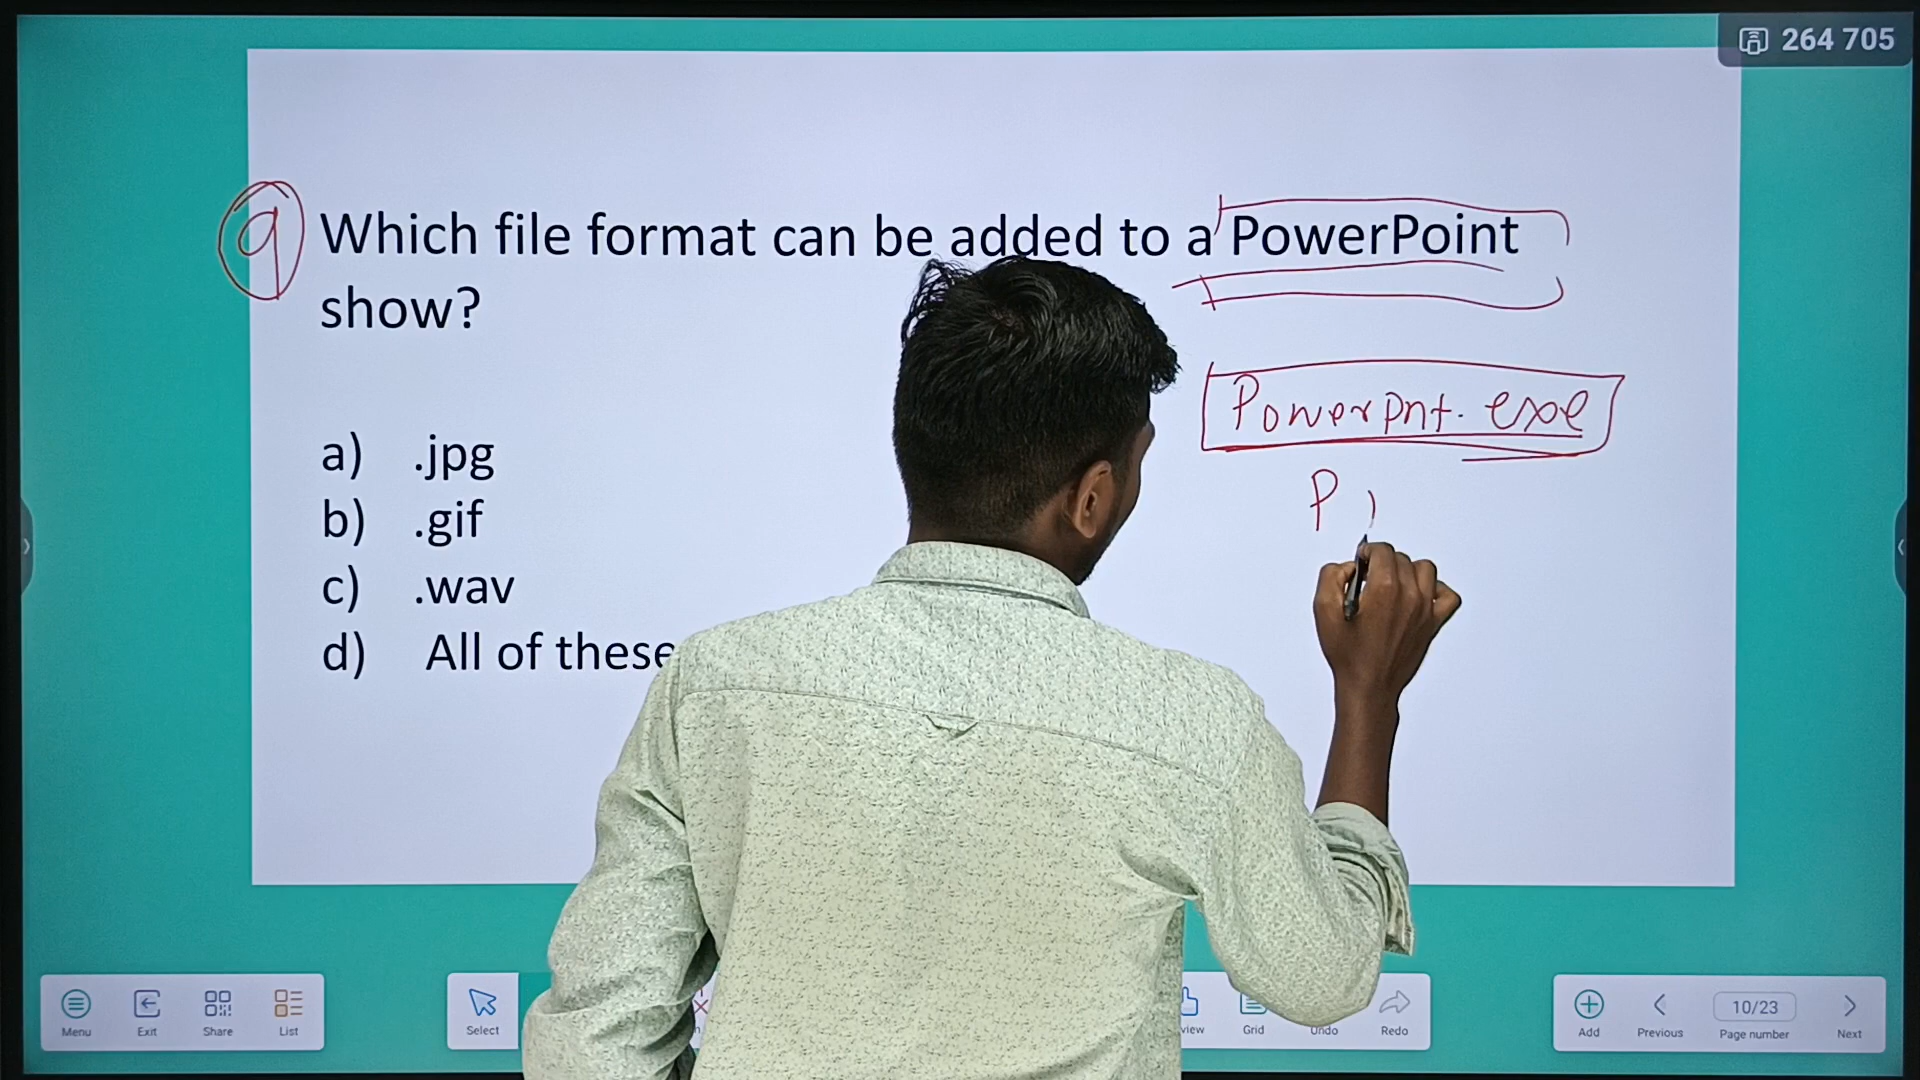 264 705
9 Which file format can be added to a PowerPoint
show?
Powerpnt.exe
P
a) .jpg
b) .gif
c) .wav
d) All of these
Menu Exit Share List Select view Grid Undo Redo Add Previous 10/23 Page number Next